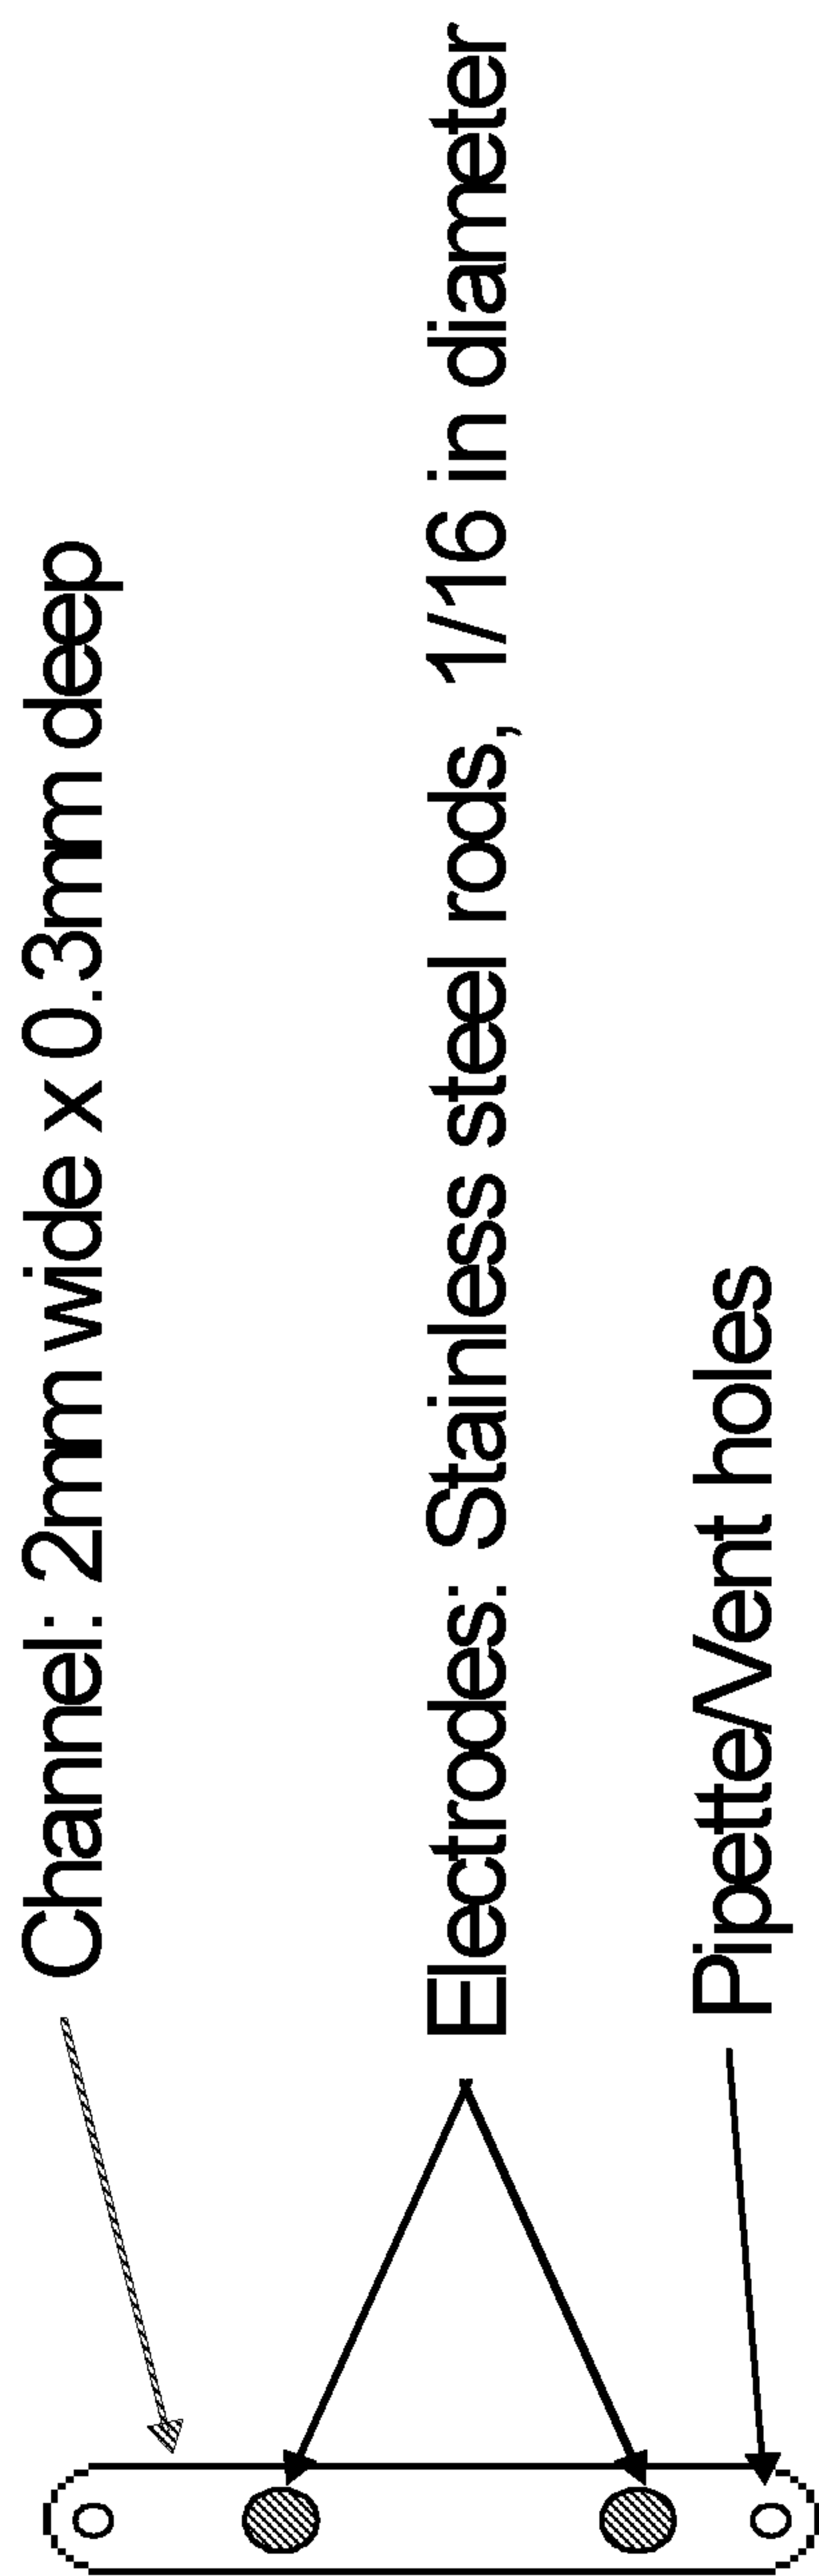 Channel: 2mm wide x 0.3mm deep
Electrodes: Stainless steel rods, 1/16 in diameter
Pipette/Vent holes